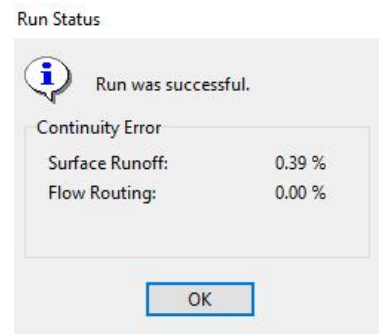 Run Status
Run was successful.
Continuity Error
Surface Runoff: 0.39 %
Flow Routing: 0.00 %
OK